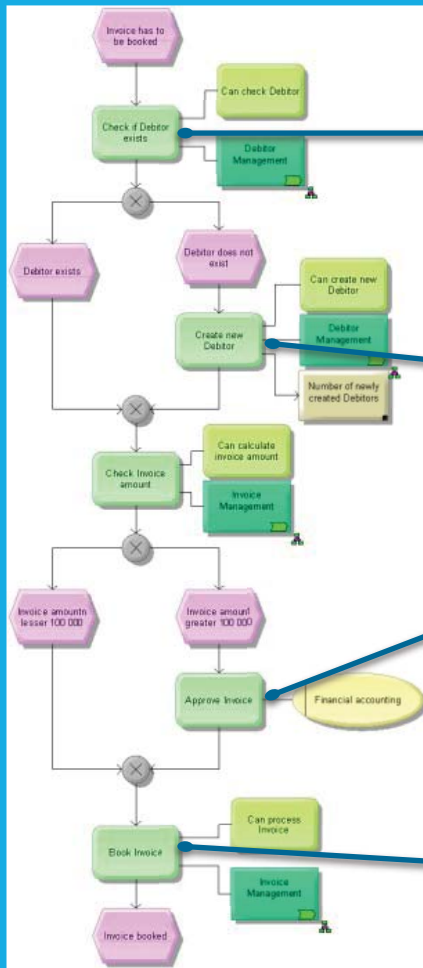 Invoice has to
be booked
Can check Debitor
Check if Debitor
exists
Debitor
Management
Debitor exists
Debitor does not
exist
Can create new
Debitor
Create new
Debitor
Debitor
Management
Number of newly
created Debitors
Can calculate
invoice amount
Check Invoice
amount
Invoice
Management
Invoice amountn
lesser 100 000
Invoice amount
greater 100 000
Approve Invoice
Financial accounting
Can process
Invoice
Book Invoice
Invoice
Management
Invoice booked